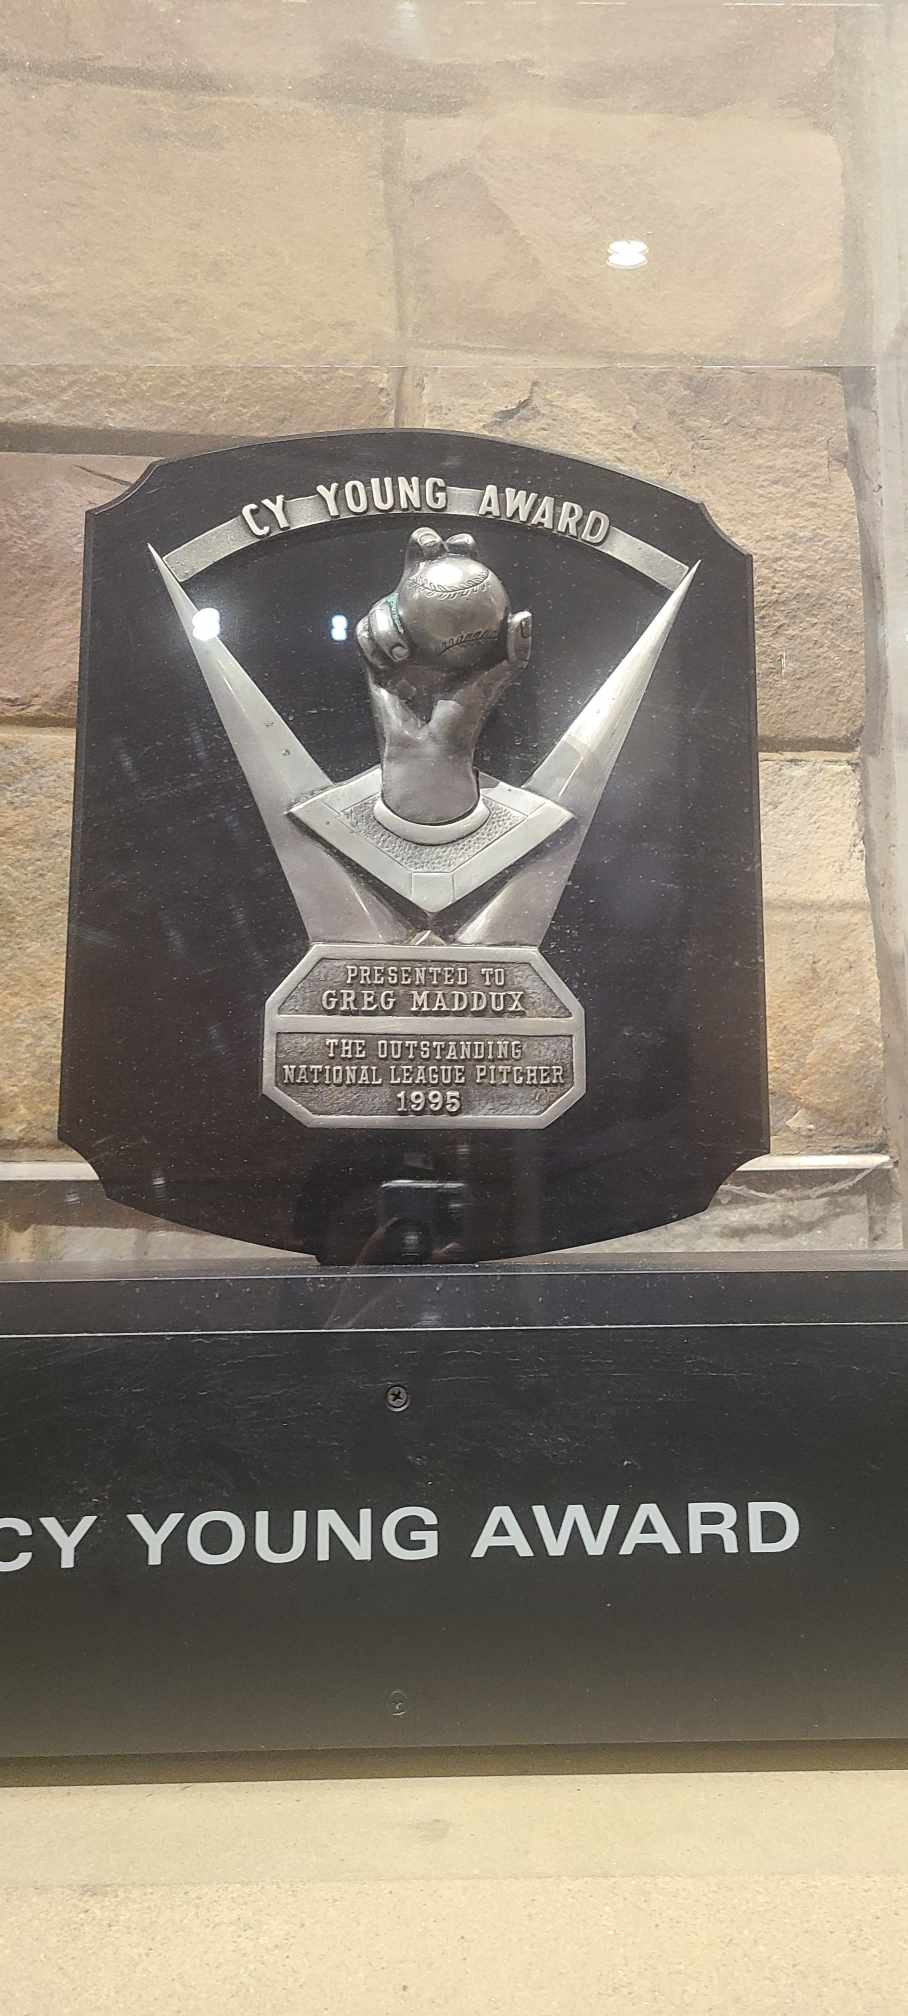 CY YOUNG AWARD
PRESENTED TO
GREG MADDUX
THE OUTSTANDING
NATIONAL LEAGUE PITCHER
1995
CY YOUNG AWARD